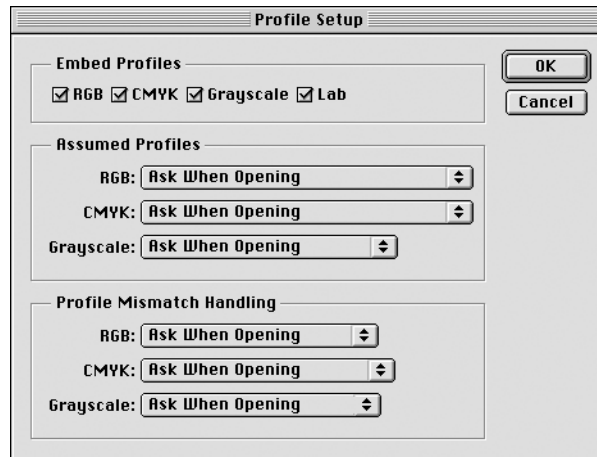 Profile Setup
Embed Profiles
RGB CMYK Grayscale Lab
OK
Cancel
Assumed Profiles
RGB: Ask When Opening
CMYK: Ask When Opening
Grayscale: Ask When Opening
Profile Mismatch Handling
RGB: Ask When Opening
CMYK: Ask When Opening
Grayscale: Ask When Opening